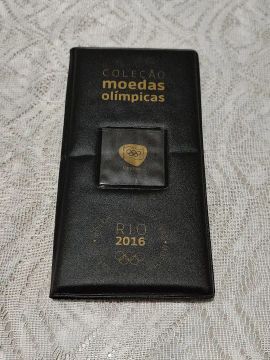 COLEÇÃO
moedas
olímpicas
RIO
2016